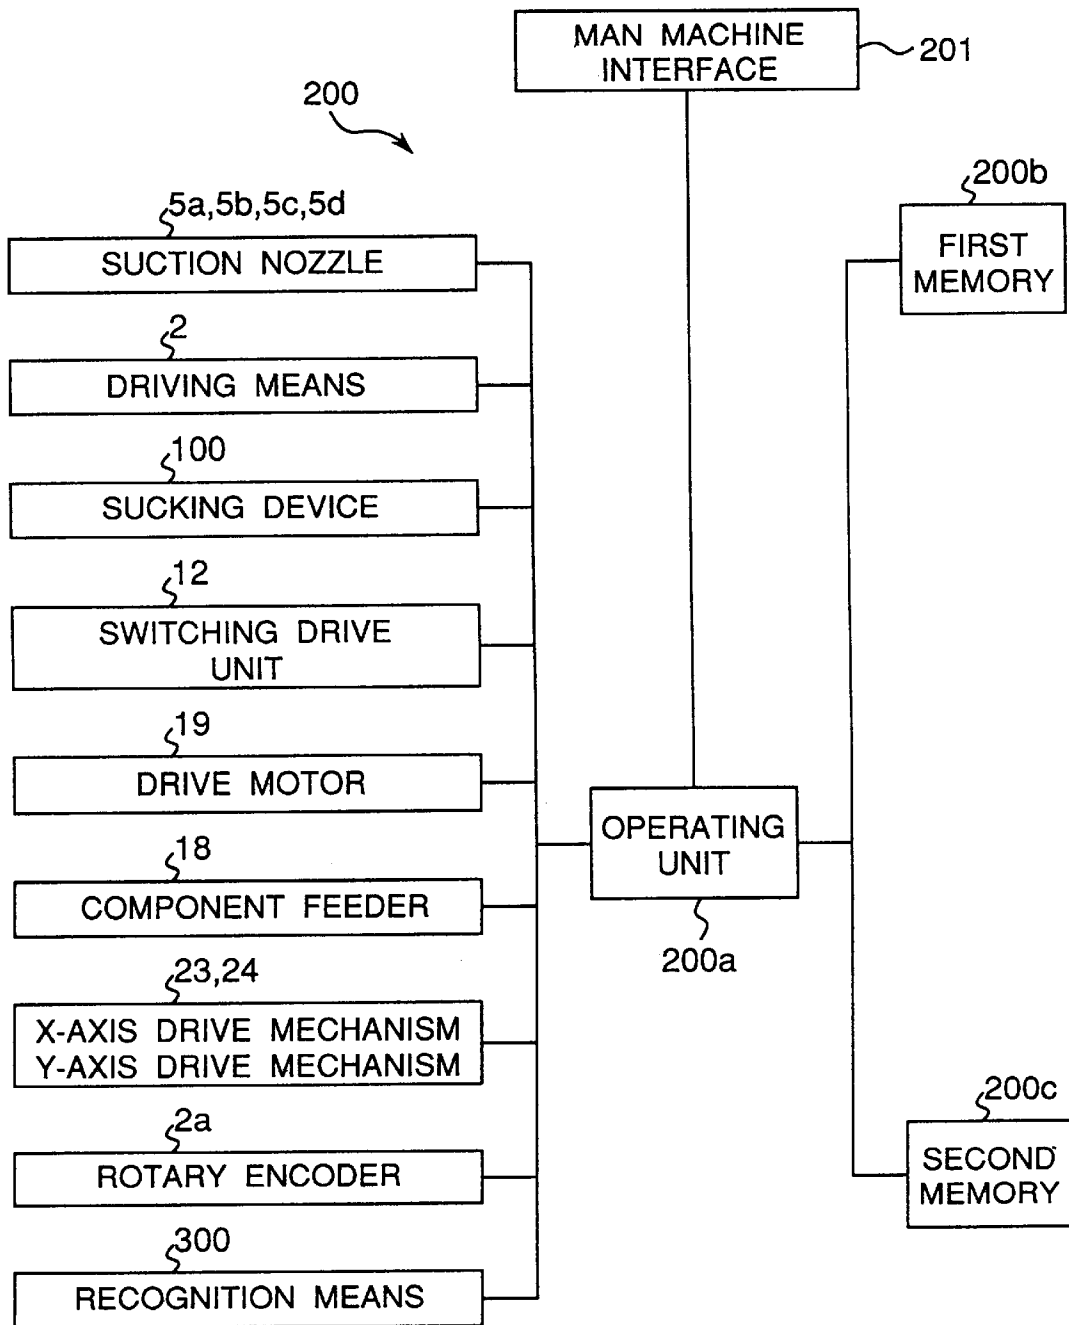 MAN MACHINE
INTERFACE
201
200
5a,5b,5c,5d
SUCTION NOZZLE
2
DRIVING MEANS
100
SUCKING DEVICE
12
SWITCHING DRIVE
UNIT
19
DRIVE MOTOR
18
COMPONENT FEEDER
23,24
X-AXIS DRIVE MECHANISM
Y-AXIS DRIVE MECHANISM
2a
ROTARY ENCODER
300
RECOGNITION MEANS
OPERATING
UNIT
200a
200b
FIRST
MEMORY
200c
SECOND
MEMORY